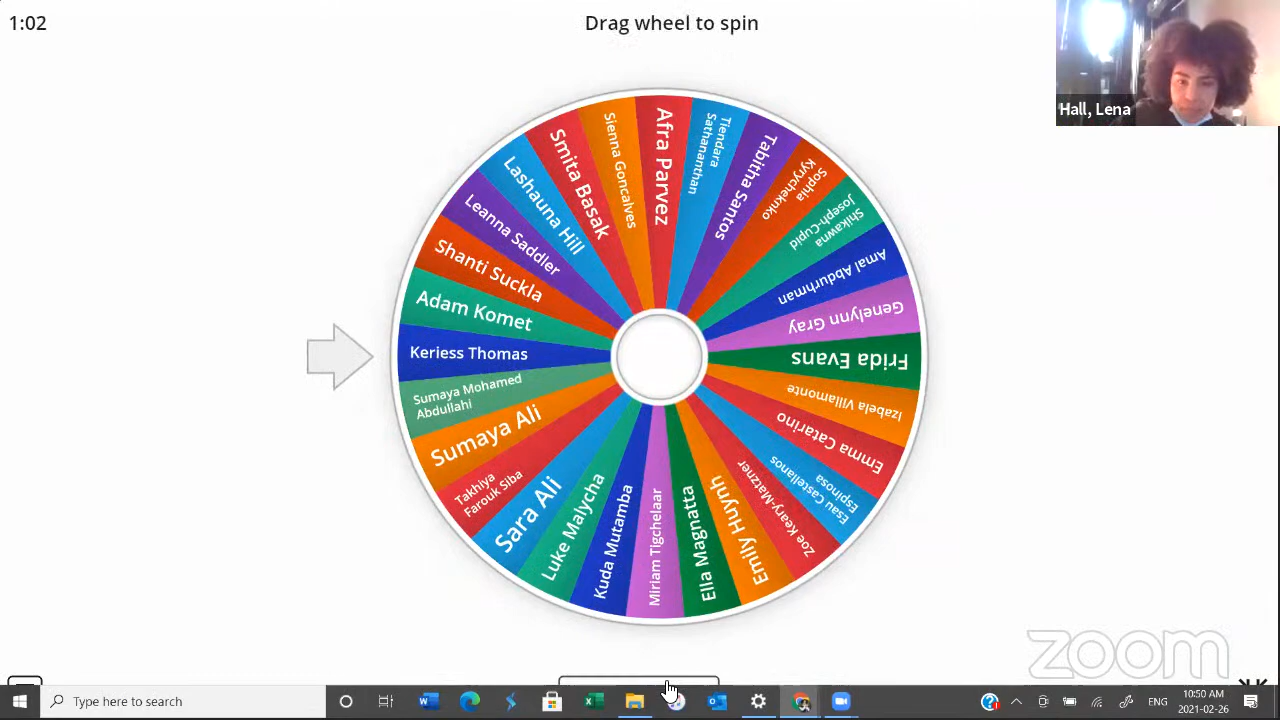 1:02
Drag wheel to spin
Hall, Lena
Afra Parvez
Tiendara
Sathananthan
Tabitha Santos
Sophia
Kyrycheknko
Shikawna
Joseph-Cupid
Amal Abdurhman
Genelynn Gray
Frida Evans
Izabela Villamonte
Emma Catarino
Esau Castellanos
Espinosa
Zoe Keary-Matzner
Emily Huynh
Ella Magnatta
Miriam Tigchelaar
Kuda Mutamba
Luke Malycha
Sara Ali
Takhiya
Farouk Siba
Sumaya Ali
Sumaya Mohamed
Abdullahi
Keriess Thomas
Adam Komet
Shanti Suckla
Leanna Saddler
Lashauna Hill
Smita Basak
Sienna Goncalves
zoom
Type here to search
ENG
10:50 AM
2021-02-26